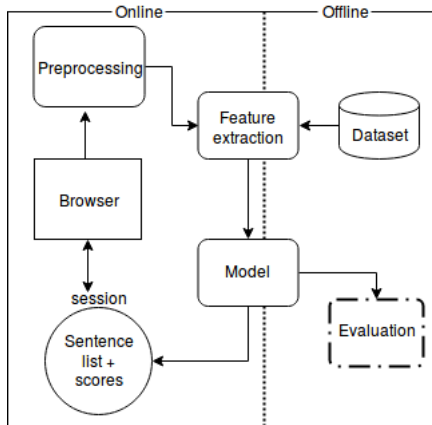 Online
Offline
Preprocessing
Feature
extraction
Dataset
Browser
Model
session
Sentence
list +
scores
Evaluation